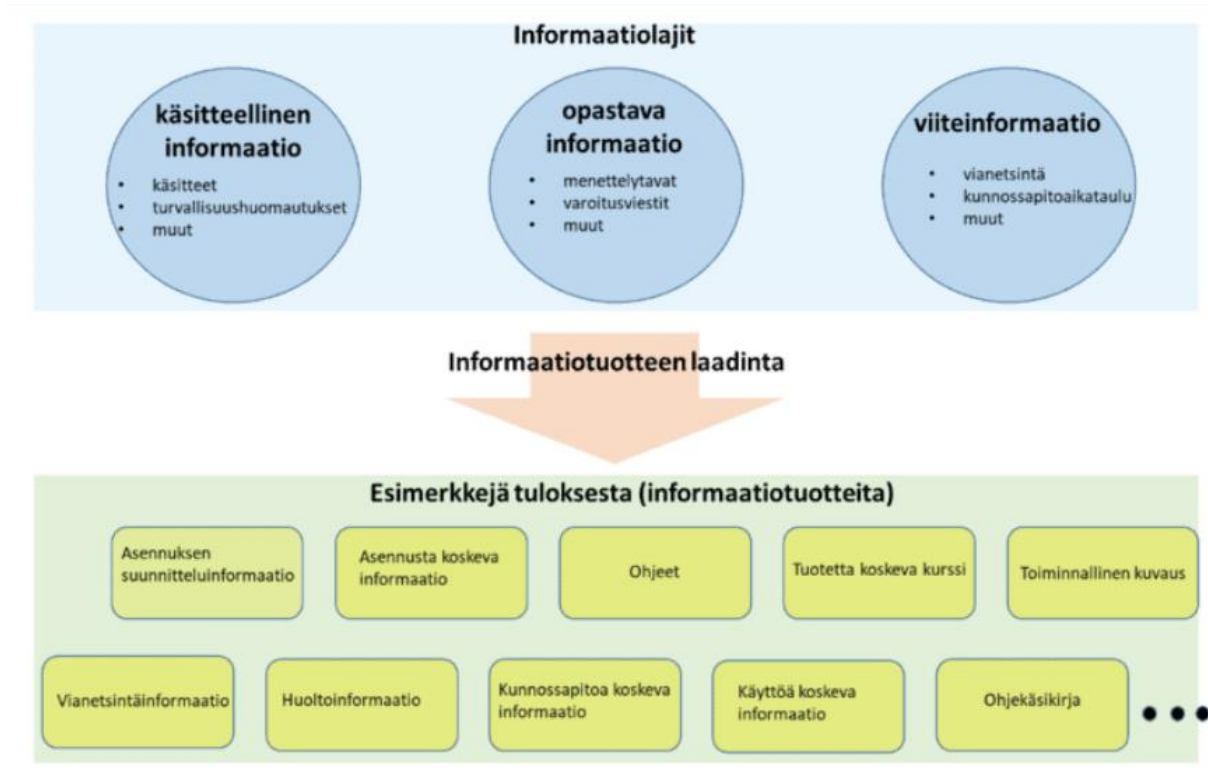 Informaatiolajit
käsitteellinen
informaatio
• käsitteet
• turvallisuushuomautukset
• muut
opastava
informaatio
• menettelytavat
• varoitusviestit
• muut
viiteinformaatio
• vianetsintä
• kunnossapitoaikataulu
• muut
Informaatiotuotteen laadinta
Esimerkkejä tuloksesta (informaatiotuotteita)
Asennuksen
suunnitteluinformaatio
Asennusta koskeva
informaatio
Ohjeet
Tuotetta koskeva kurssi
Toiminnallinen kuvaus
Vianetsintäinformaatio
Huoltoinformaatio
Kunnossapitoa koskeva
informaatio
Käyttöä koskeva
informaatio
Ohjekäsikirja
• • •